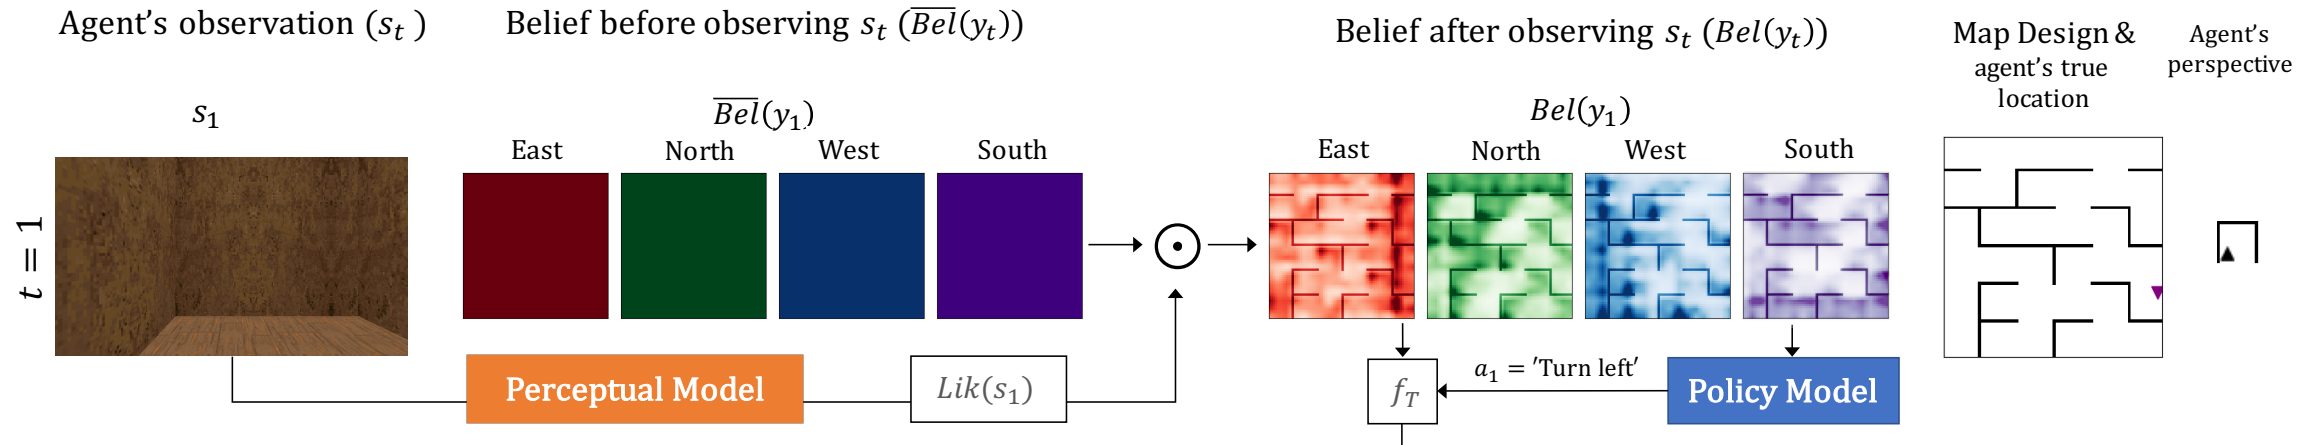 Agent's observation (s_t)
Belief before observing s_t (\overline{Bel}(y_t))
Belief after observing s_t (Bel(y_t))
Map Design &
agent's true
location
Agent's
perspective
s_1
\overline{Bel}(y_1)
Bel(y_1)
East North West South
East North West South
t = 1
Perceptual Model
Lik(s_1)
f_T
a_1 = 'Turn left'
Policy Model